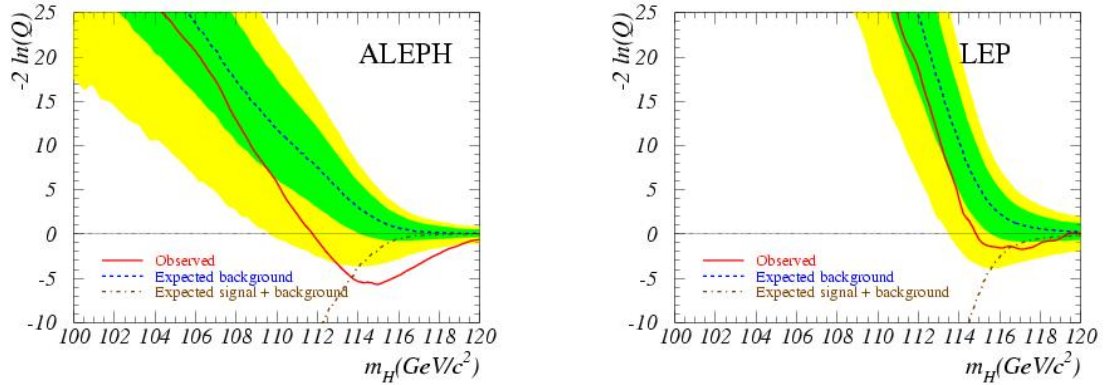 -2 ln(Q)
25
20
15
10
5
0
-5
-10
ALEPH
Observed
Expected background
Expected signal + background
100 102 104 106 108 110 112 114 116 118 120
m_H(GeV/c²)
-2 ln(Q)
25
20
15
10
5
0
-5
-10
LEP
Observed
Expected background
Expected signal + background
100 102 104 106 108 110 112 114 116 118 120
m_H(GeV/c²)